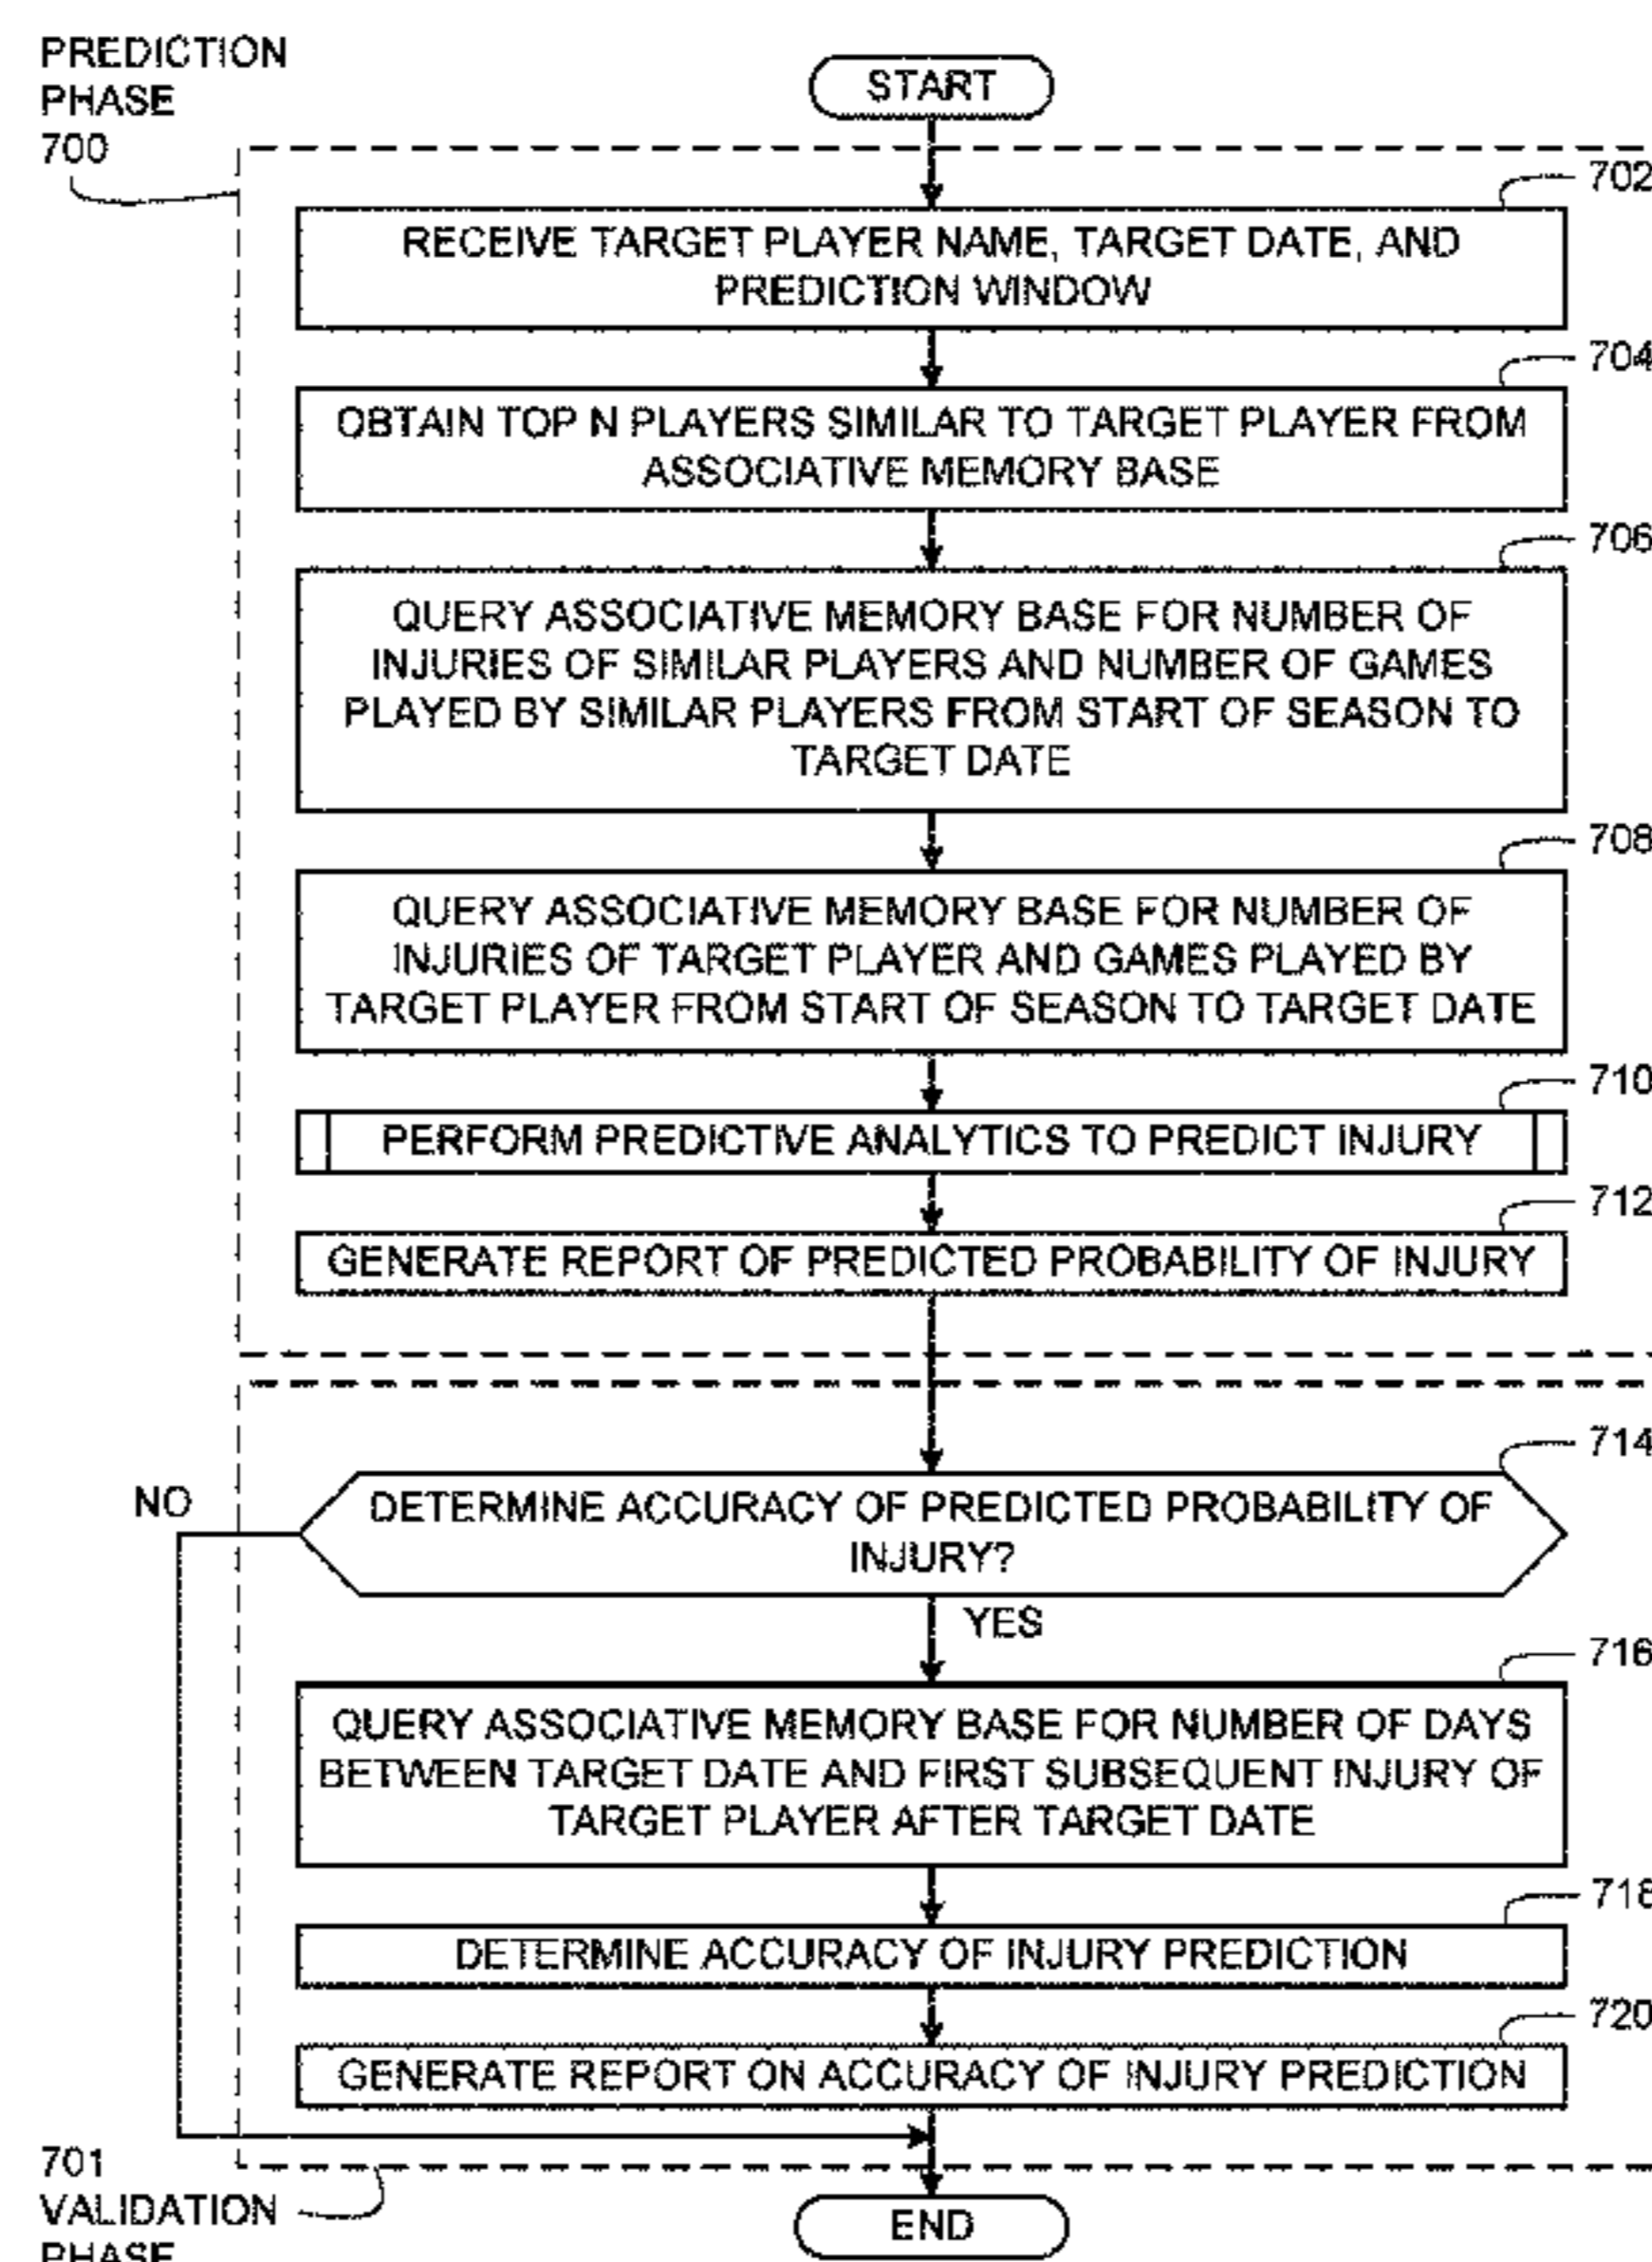 PREDICTION
PHASE
700
START
702
RECEIVE TARGET PLAYER NAME, TARGET DATE, AND
PREDICTION WINDOW
704
OBTAIN TOP N PLAYERS SIMILAR TO TARGET PLAYER FROM
ASSOCIATIVE MEMORY BASE
706
QUERY ASSOCIATIVE MEMORY BASE FOR NUMBER OF
INJURIES OF SIMILAR PLAYERS AND NUMBER OF GAMES
PLAYED BY SIMILAR PLAYERS FROM START OF SEASON TO
TARGET DATE
708
QUERY ASSOCIATIVE MEMORY BASE FOR NUMBER OF
INJURIES OF TARGET PLAYER AND GAMES PLAYED BY
TARGET PLAYER FROM START OF SEASON TO TARGET DATE
710
PERFORM PREDICTIVE ANALYTICS TO PREDICT INJURY
712
GENERATE REPORT OF PREDICTED PROBABILITY OF INJURY
714
NO
DETERMINE ACCURACY OF PREDICTED PROBABILITY OF
INJURY?
YES
716
QUERY ASSOCIATIVE MEMORY BASE FOR NUMBER OF DAYS
BETWEEN TARGET DATE AND FIRST SUBSEQUENT INJURY OF
TARGET PLAYER AFTER TARGET DATE
718
DETERMINE ACCURACY OF INJURY PREDICTION
720
GENERATE REPORT ON ACCURACY OF INJURY PREDICTION
701
VALIDATION
PHASE
END